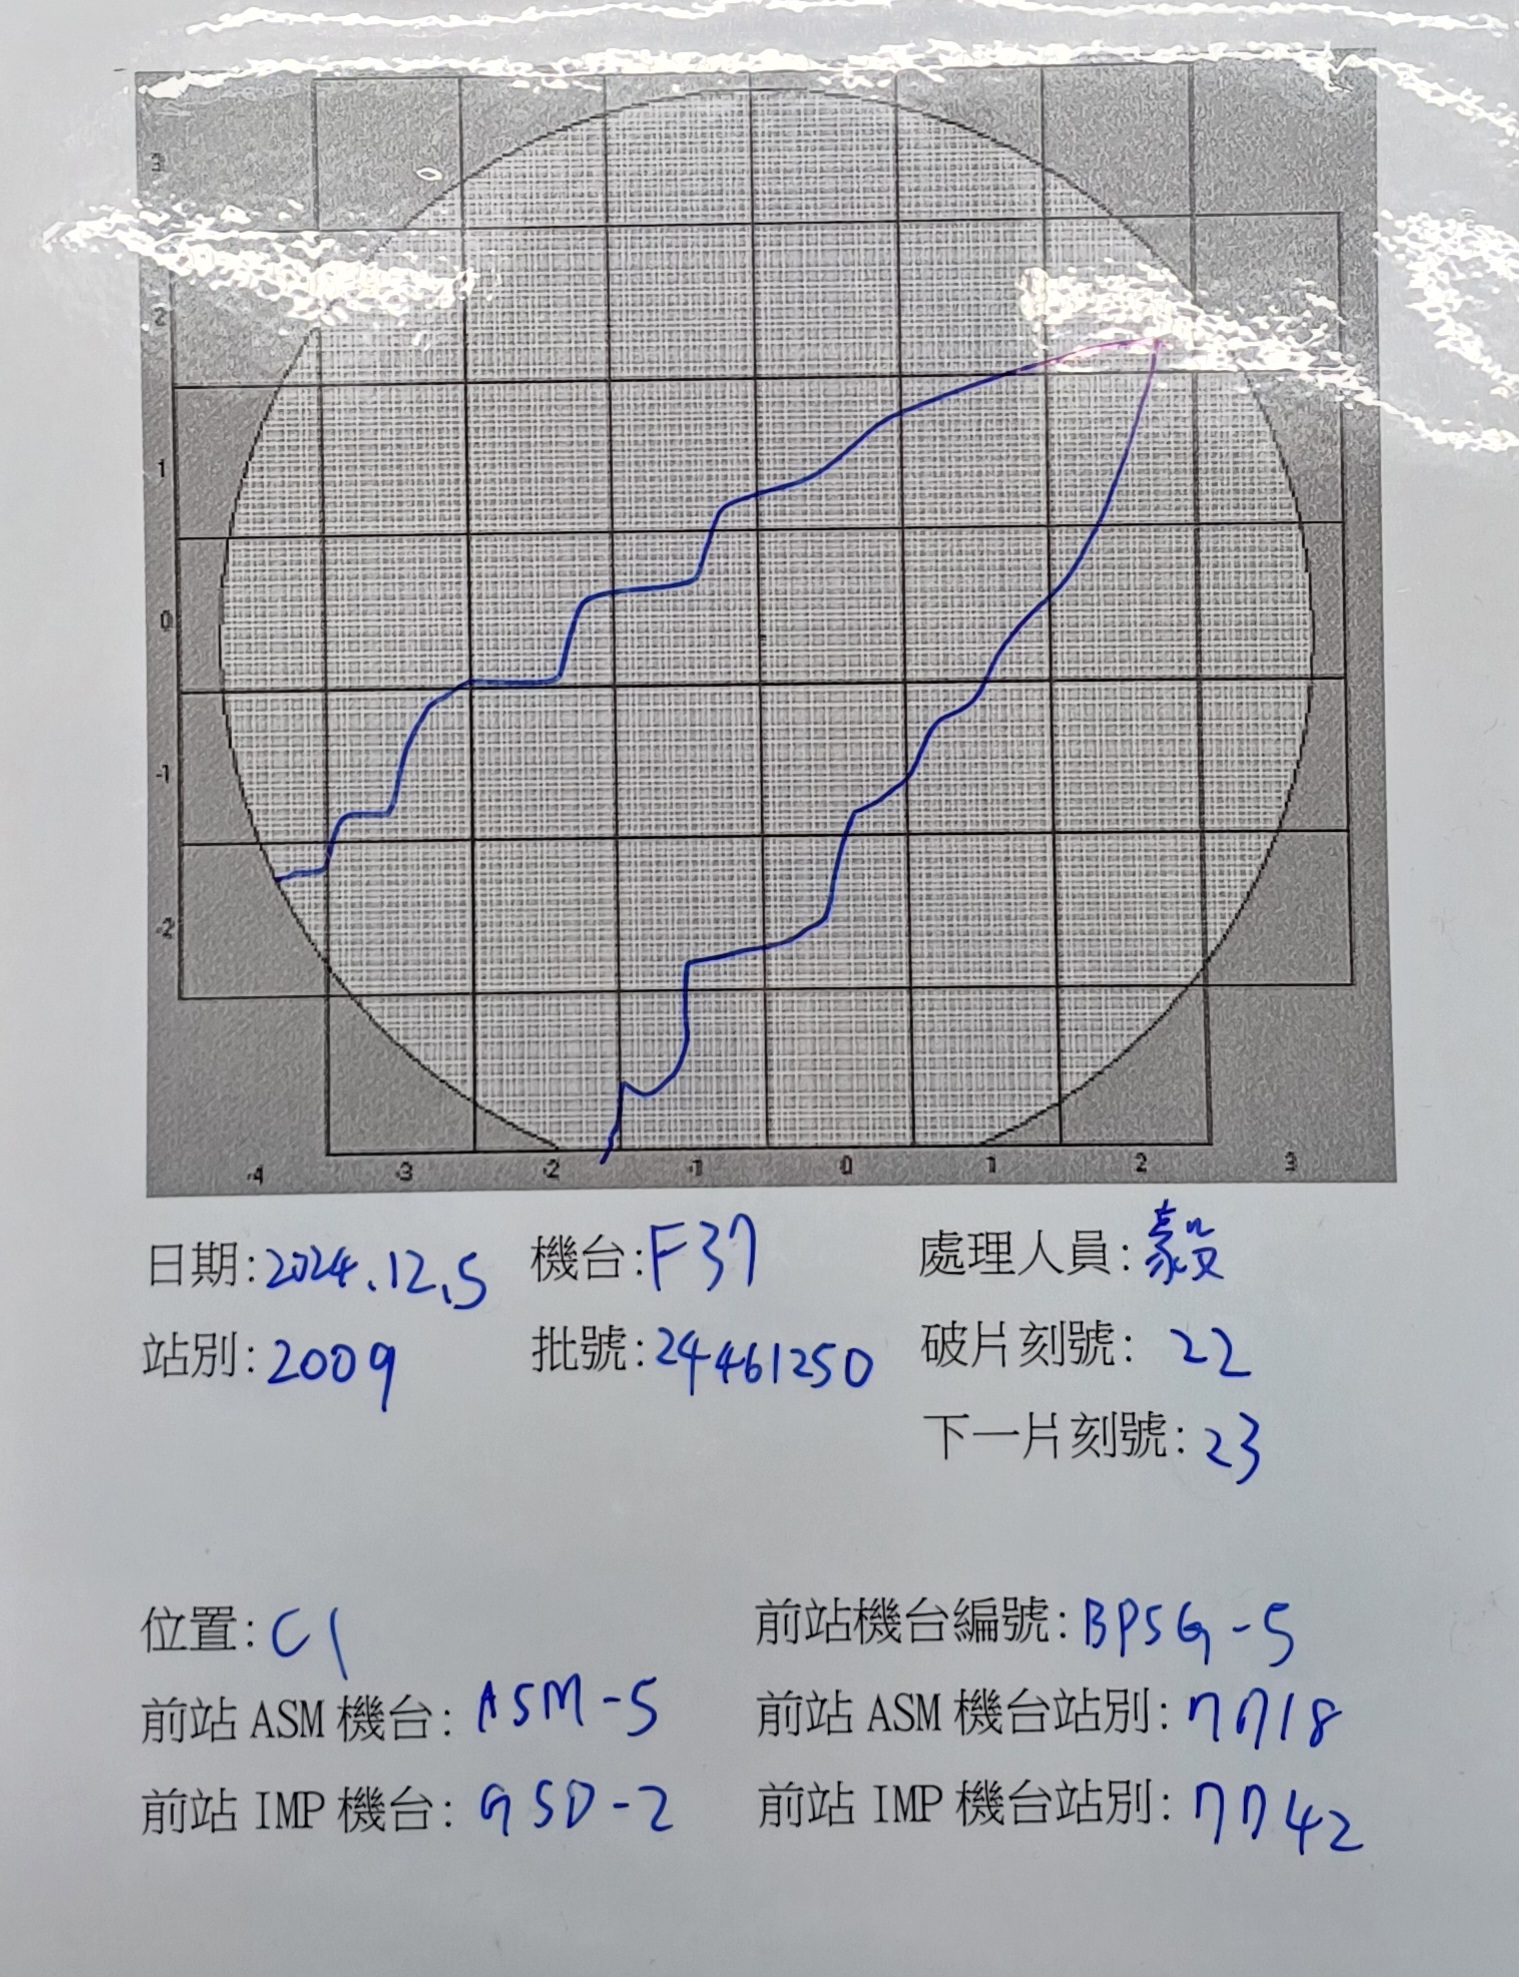 3
2
1
0
-1
-2
-4 -3 -2 -1 0 1 2 3
日期:2024.12.5 機台:F37 處理人員:毅
站別:2009 批號:24461250 破片刻號: 22
下一片刻號:23
位置:C1 前站機台編號:BPSG-5
前站 ASM 機台: ASM-5 前站 ASM 機台站別:7718
前站 IMP 機台: GSD-2 前站 IMP 機台站別:7742